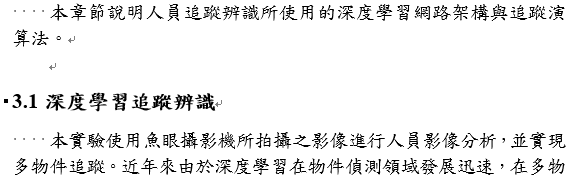 本章節說明人員追蹤辨識所使用的深度學習網路架構與追蹤演
算法。
3.1 深度學習追蹤辨識
本實驗使用魚眼攝影機所拍攝之影像進行人員影像分析，並實現
多物件追蹤。近年來由於深度學習在物件偵測領域發展迅速，在多物